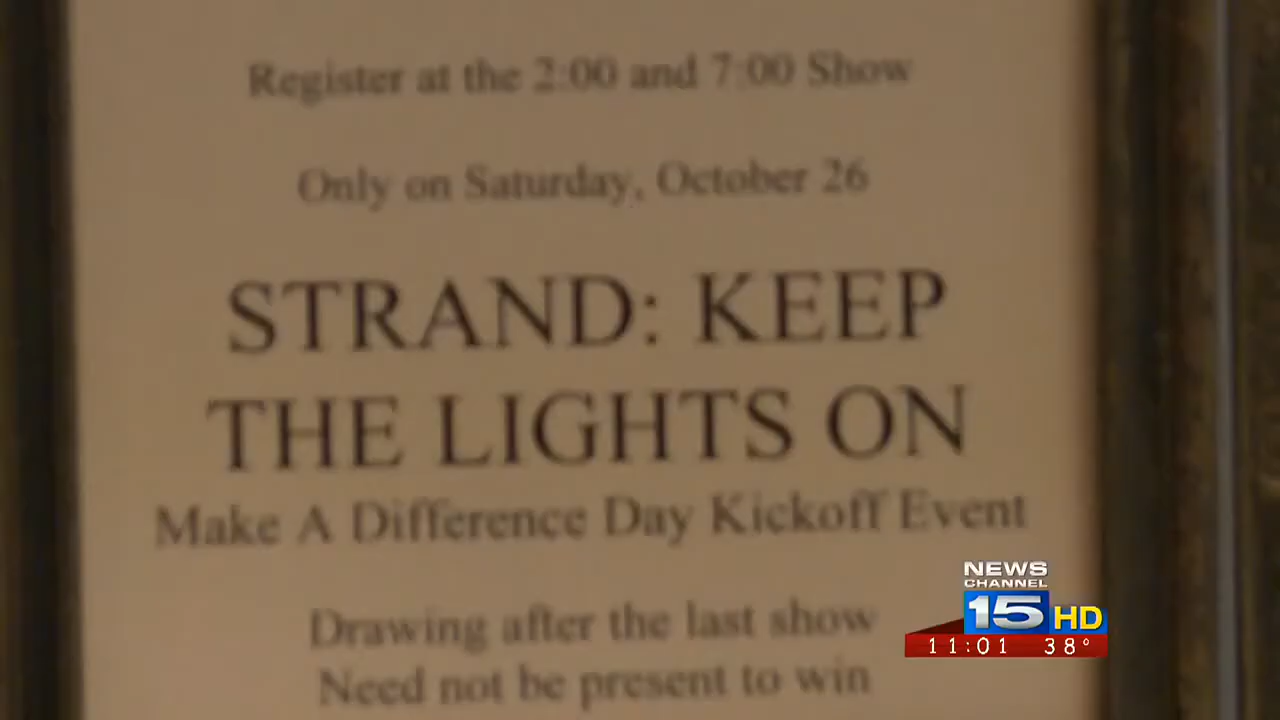 Register at the 2:00 and 7:00 Show
Only on Saturday, October 26
STRAND: KEEP
THE LIGHTS ON
Make A Difference Day Kickoff Event
Drawing after the last show
Need not be present to win
NEWS
CHANNEL
15 HD
11:01 38°